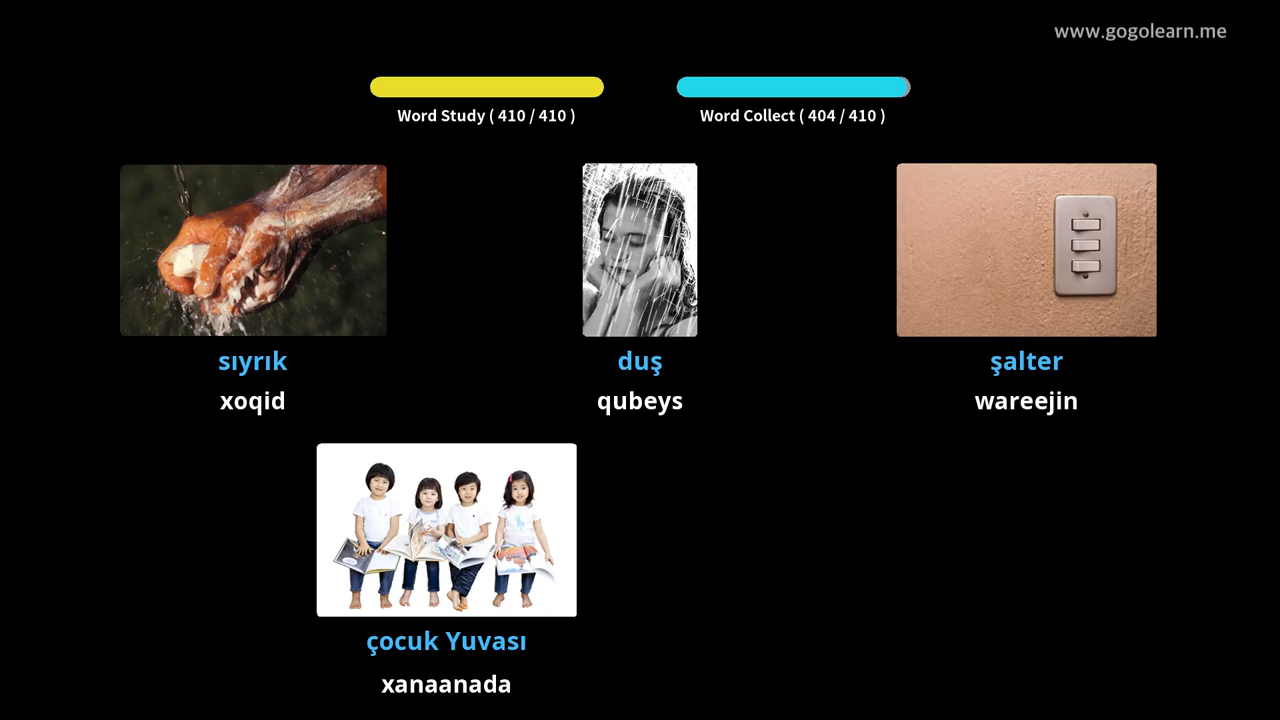 www.gogolearn.me
Word Study ( 410 / 410 )
Word Collect ( 404 / 410 )
sıyrık
xoqid
duş
qubeys
şalter
wareejin
çocuk Yuvası
xanaanada